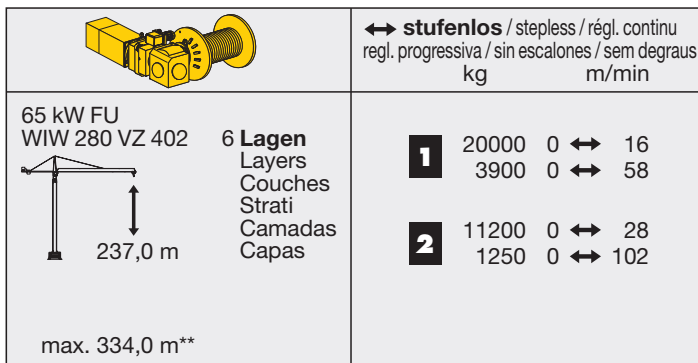 ↔ stufenlos / stepless / régl. continu
regl. progressiva / sin escalones / sem degraus
kg m/min
65 kW FU
WIW 280 VZ 402
6 Lagen
Layers
Couches
Strati
Camadas
Capas
237,0 m
max. 334,0 m**
1 20000 0 ↔ 16
3900 0 ↔ 58
2 11200 0 ↔ 28
1250 0 ↔ 102